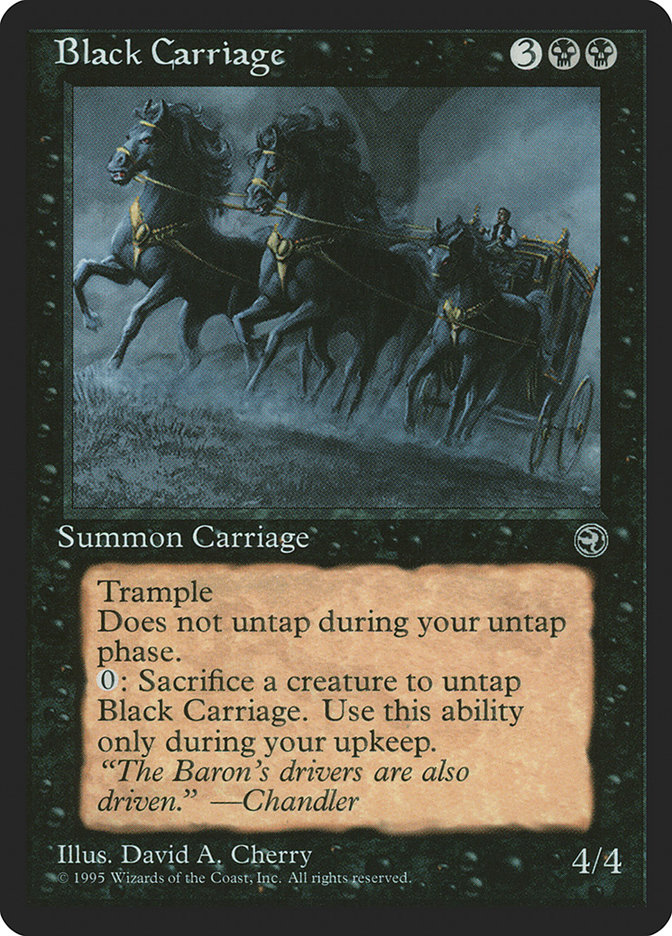 Black Carriage 3
Summon Carriage
Trample
Does not untap during your untap
phase.
0: Sacrifice a creature to untap
Black Carriage. Use this ability
only during your upkeep.
“The Baron’s drivers are also
driven.” —Chandler
Illus. David A. Cherry
4/4
© 1995 Wizards of the Coast, Inc. All rights reserved.